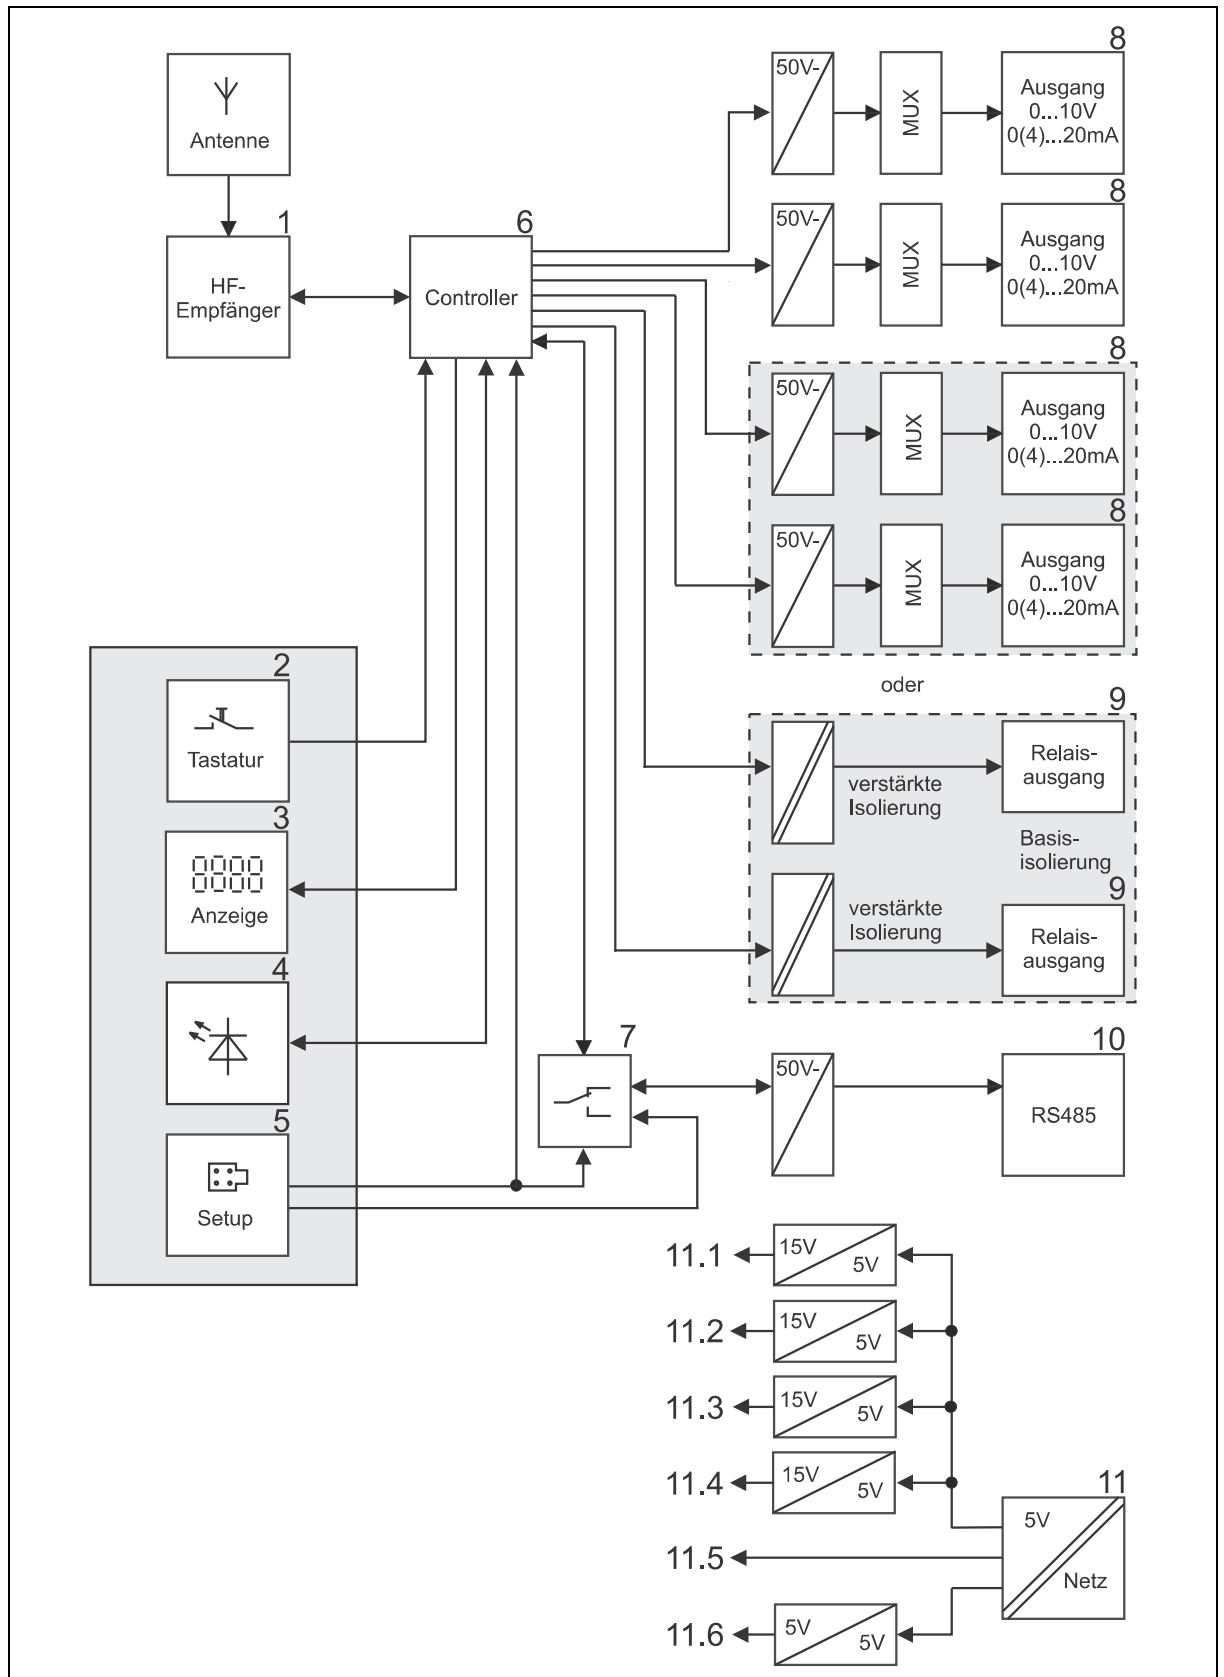 8
50V-
MUX
Ausgang
0...10V
0(4)...20mA
Antenne
8
50V-
MUX
Ausgang
0...10V
0(4)...20mA
1
HF-
Empfänger
6
Controller
8
50V-
MUX
Ausgang
0...10V
0(4)...20mA
8
50V-
MUX
Ausgang
0...10V
0(4)...20mA
oder
2
Tastatur
3
Anzeige
4
5
Setup
9
verstärkte
Isolierung
Relais-
ausgang
Basis-
isolierung
9
verstärkte
Isolierung
Relais-
ausgang
7
50V-
10
RS485
11.1
15V
5V
11.2
15V
5V
11.3
15V
5V
11.4
15V
5V
11
5V
Netz
11.5
11.6
5V
5V